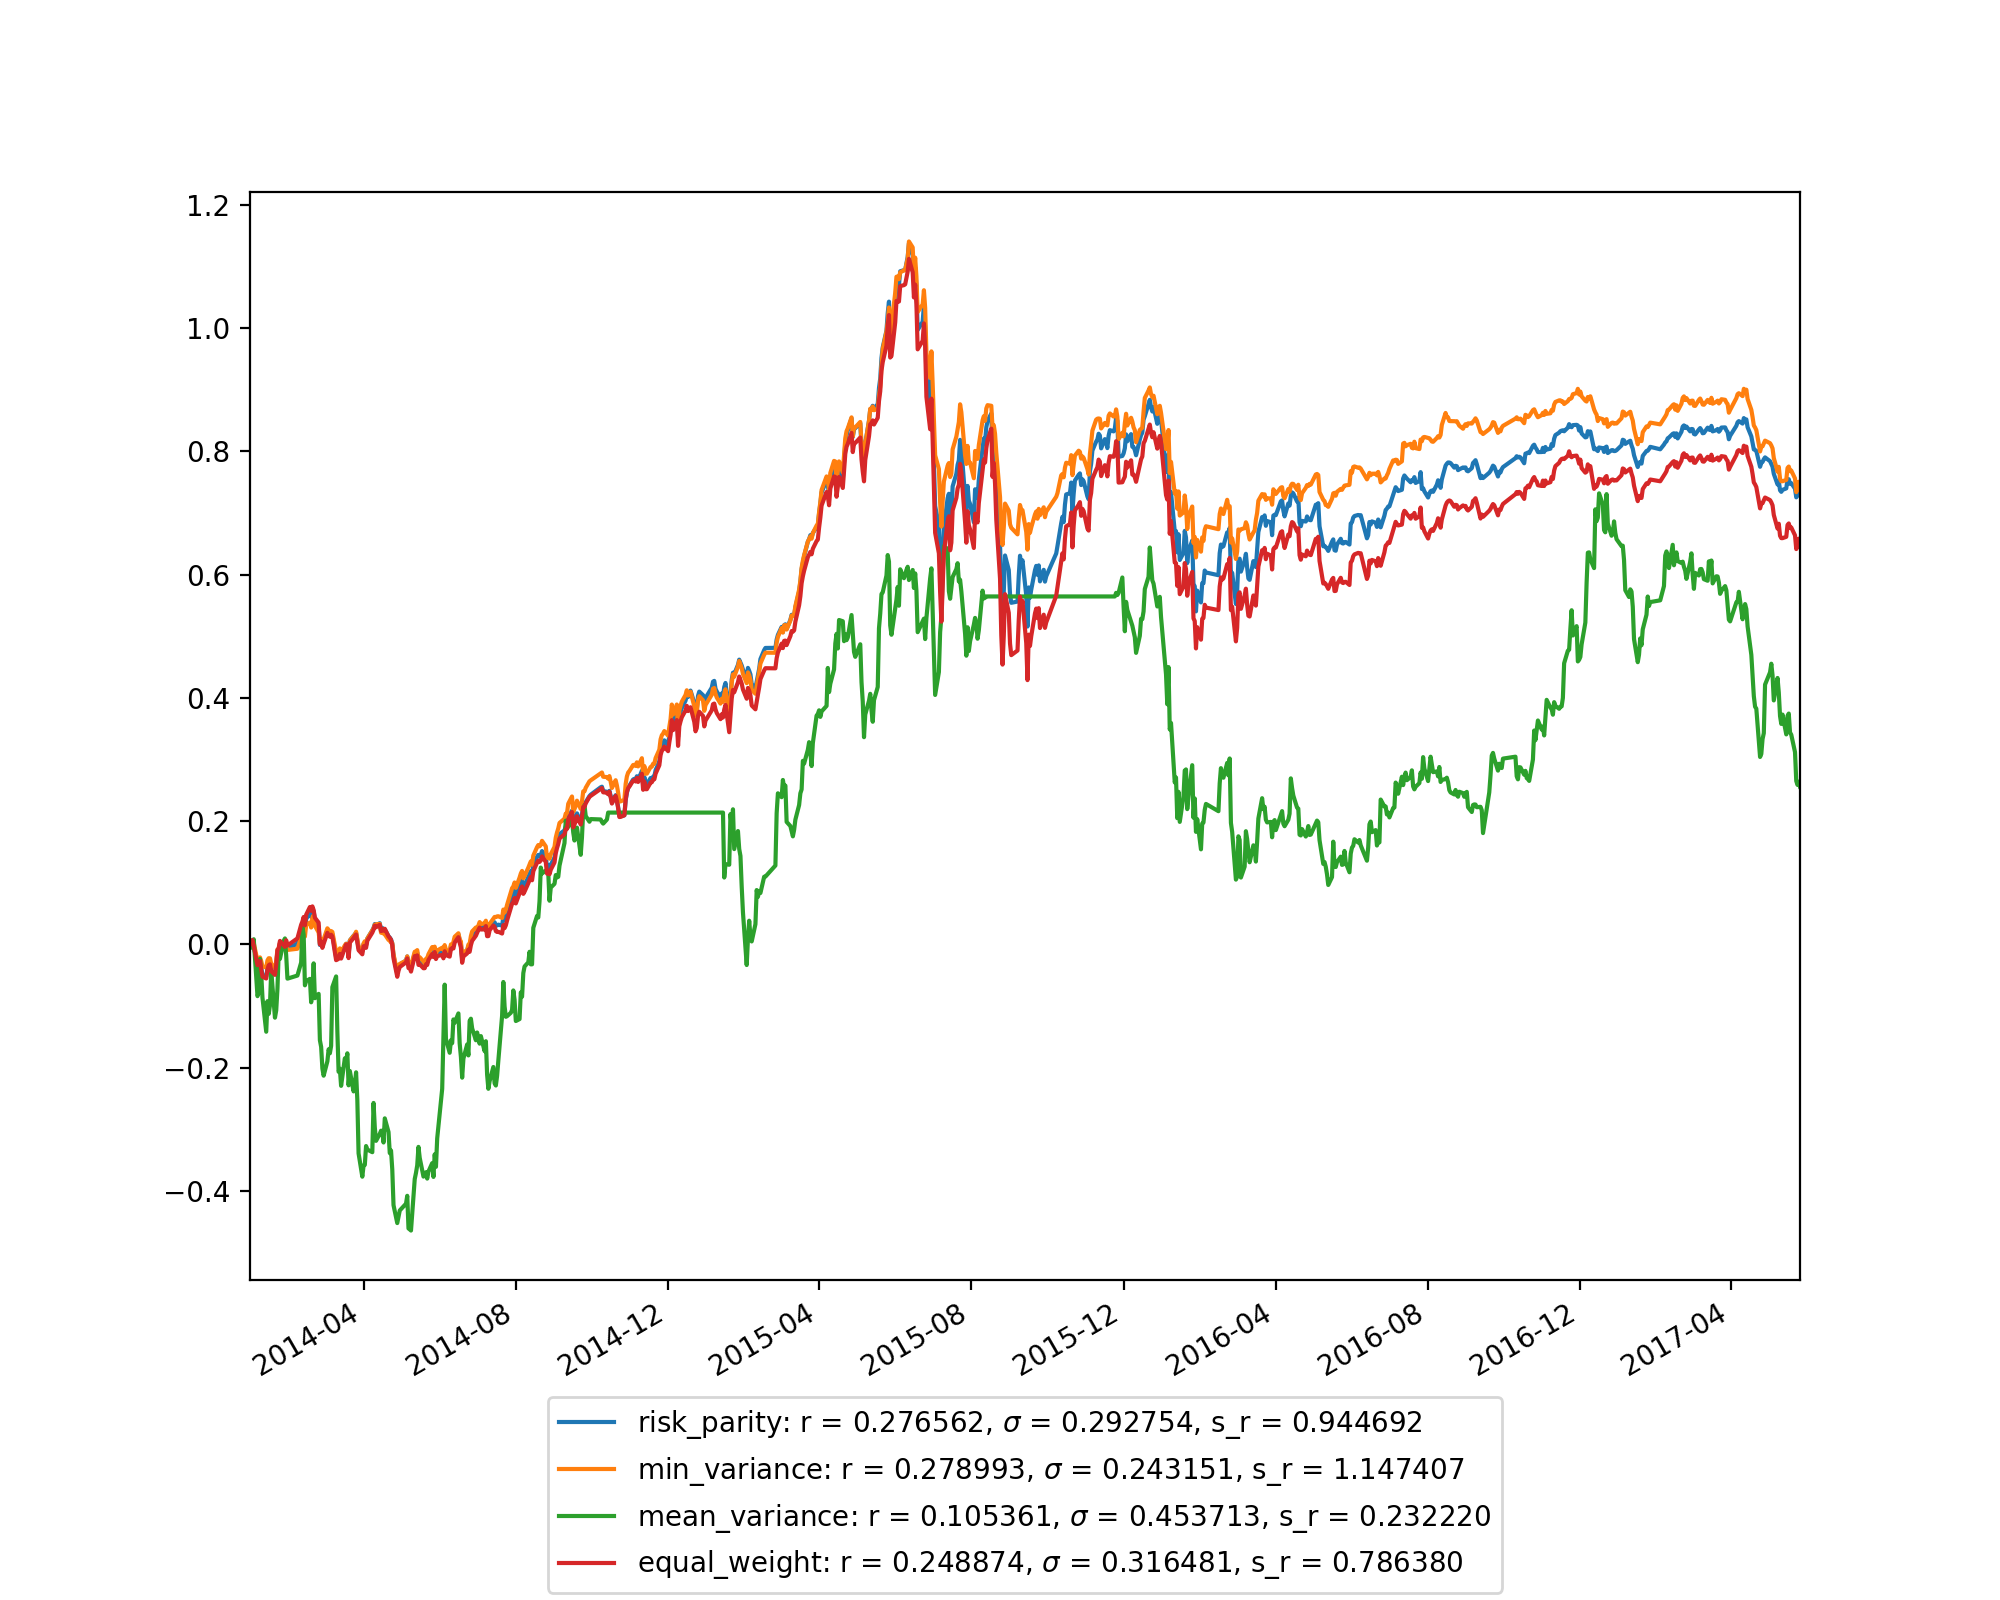 1.2
1.0
0.8
0.6
0.4
0.2
0.0
−0.2
−0.4
2014-04 2014-08 2014-12 2015-04 2015-08 2015-12 2016-04 2016-08 2016-12 2017-04
risk_parity: r = 0.276562, σ = 0.292754, s_r = 0.944692
min_variance: r = 0.278993, σ = 0.243151, s_r = 1.147407
mean_variance: r = 0.105361, σ = 0.453713, s_r = 0.232220
equal_weight: r = 0.248874, σ = 0.316481, s_r = 0.786380